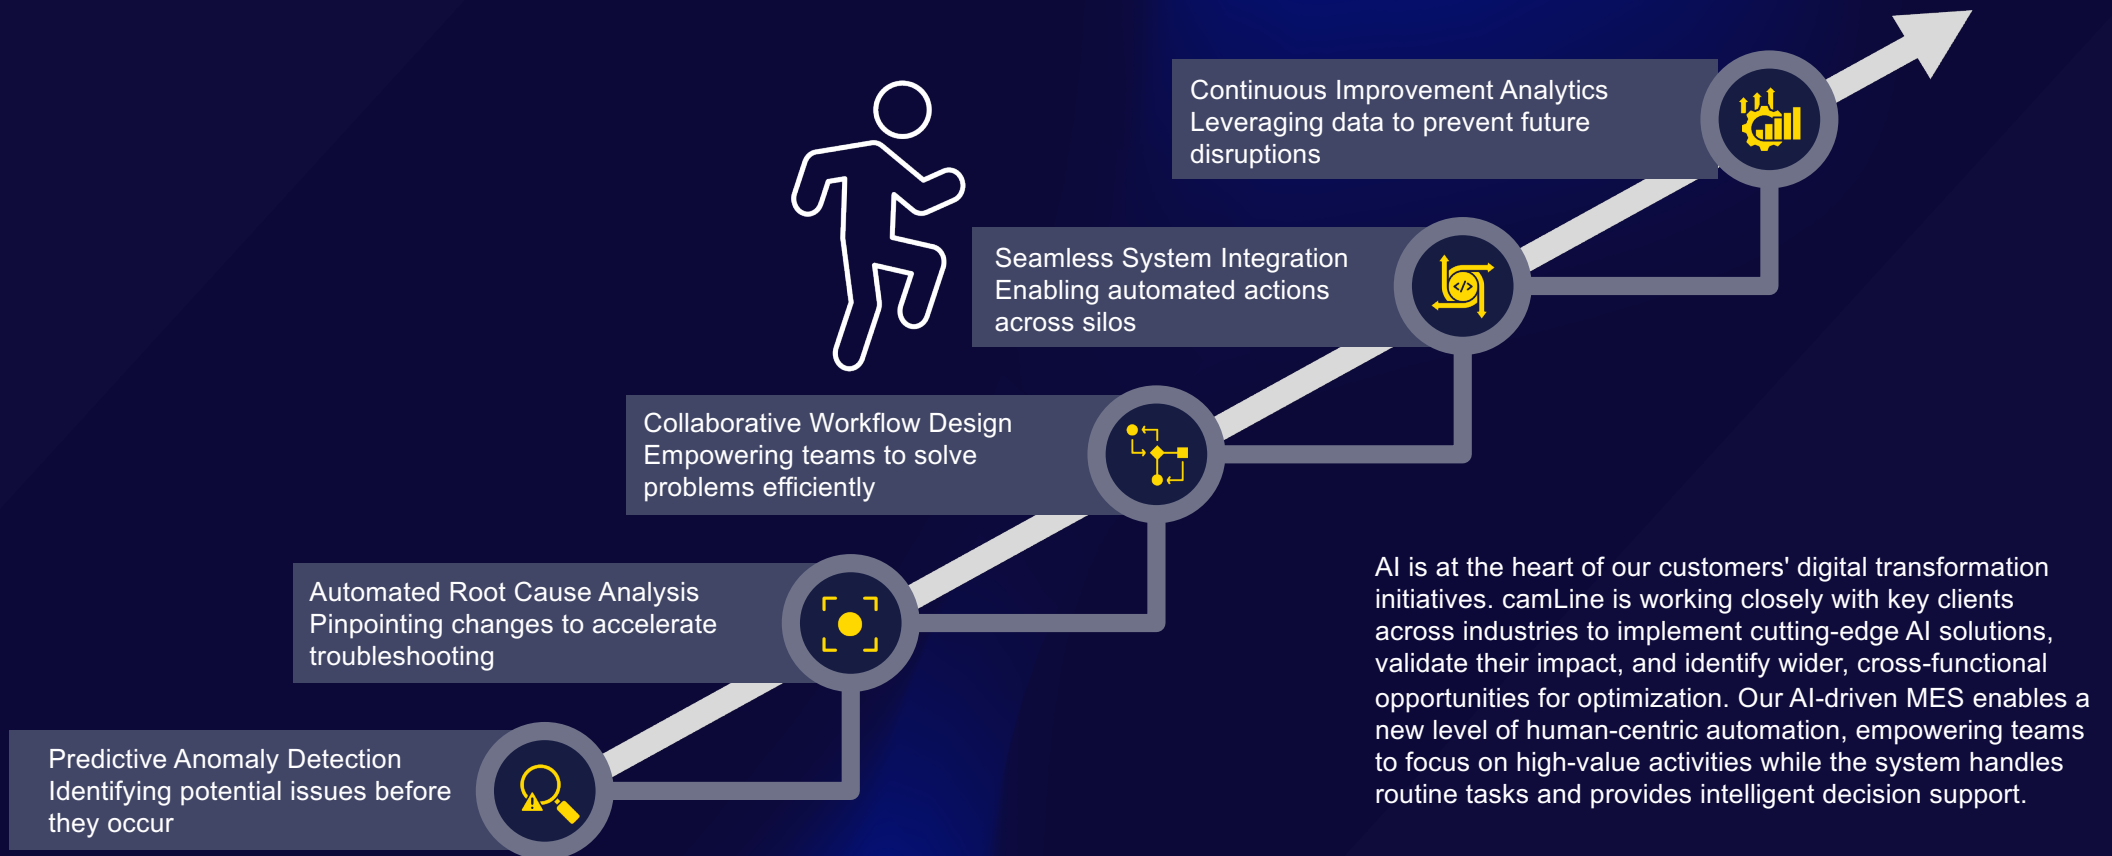 Continuous Improvement Analytics
Leveraging data to prevent future
disruptions
Seamless System Integration
Enabling automated actions
across silos
</>
Collaborative Workflow Design
Empowering teams to solve
problems efficiently
Automated Root Cause Analysis
Pinpointing changes to accelerate
troubleshooting
Predictive Anomaly Detection
Identifying potential issues before
they occur
AI is at the heart of our customers' digital transformation
initiatives. camLine is working closely with key clients
across industries to implement cutting-edge AI solutions,
validate their impact, and identify wider, cross-functional
opportunities for optimization. Our AI-driven MES enables a
new level of human-centric automation, empowering teams
to focus on high-value activities while the system handles
routine tasks and provides intelligent decision support.